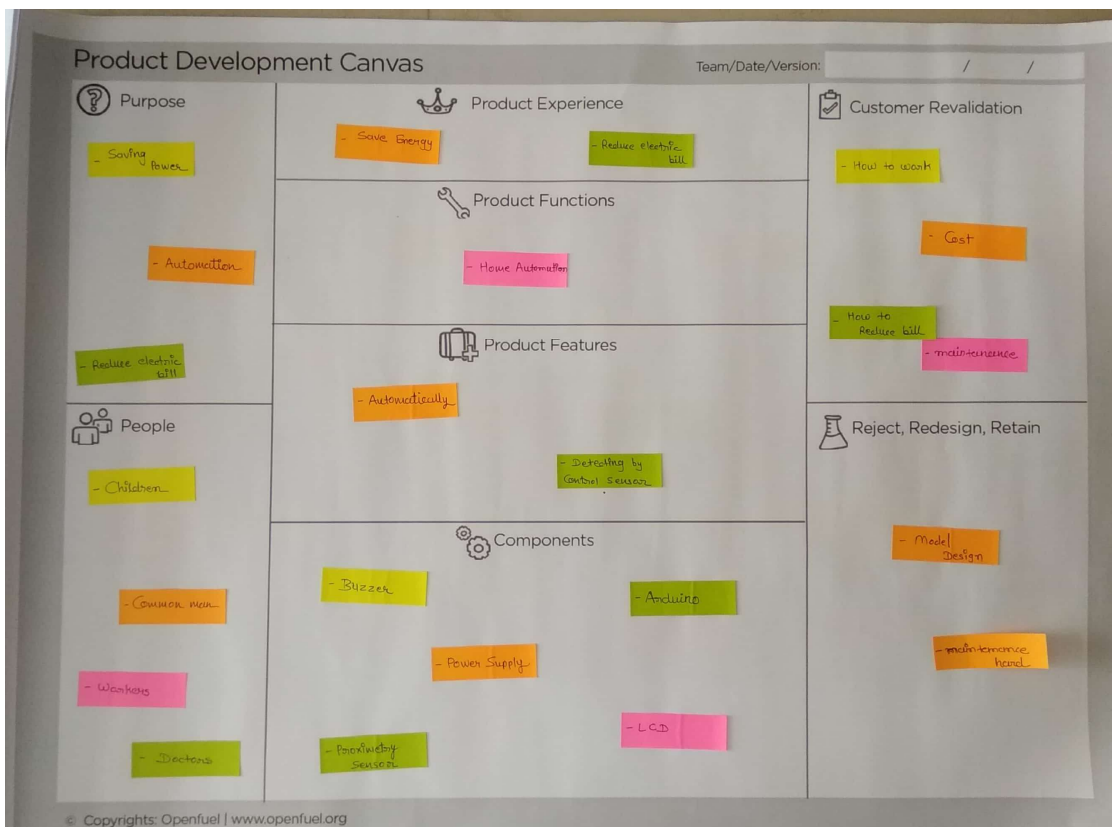 Product Development Canvas
Team/Date/Version: / /
Purpose
- Saving
Power
- Automation
- Reduce electric
bill
People
- Children
- Common man
- Workers
- Doctors
Product Experience
- Save Energy
- Reduce electric
bill
Product Functions
- Home Automation
Product Features
- Automatically
- Detecting by
Control Sensor
Components
- Buzzer
- Arduino
- Power Supply
- LCD
- Proximetry
Sensor
Customer Revalidation
- How to work
- Cost
- How to
Reduce bill
- maintenance
Reject, Redesign, Retain
- Model
Design
- maintenance
hard
© Copyrights: Openfuel | www.openfuel.org